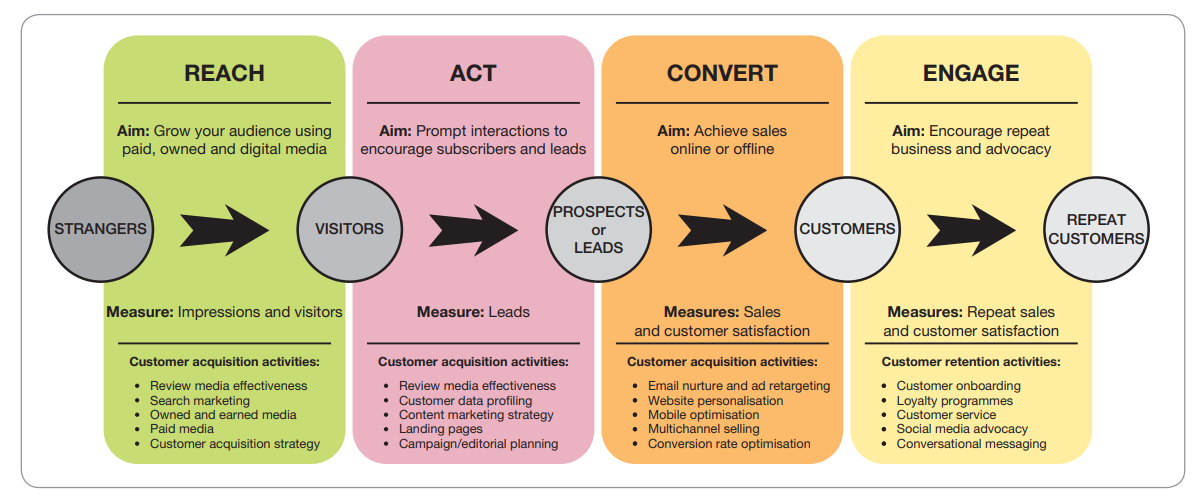 REACH
Aim: Grow your audience using
paid, owned and digital media
STRANGERS
VISITORS
Measure: Impressions and visitors
Customer acquisition activities:
• Review media effectiveness
• Search marketing
• Owned and earned media
• Paid media
• Customer acquisition strategy
ACT
Aim: Prompt interactions to
encourage subscribers and leads
PROSPECTS
or
LEADS
Measure: Leads
Customer acquisition activities:
• Review media effectiveness
• Customer data profiling
• Content marketing strategy
• Landing pages
• Campaign/editorial planning
CONVERT
Aim: Achieve sales
online or offline
CUSTOMERS
Measures: Sales
and customer satisfaction
Customer acquisition activities:
• Email nurture and ad retargeting
• Website personalisation
• Mobile optimisation
• Multichannel selling
• Conversion rate optimisation
ENGAGE
Aim: Encourage repeat
business and advocacy
REPEAT
CUSTOMERS
Measures: Repeat sales
and customer satisfaction
Customer retention activities:
• Customer onboarding
• Loyalty programmes
• Customer service
• Social media advocacy
• Conversational messaging